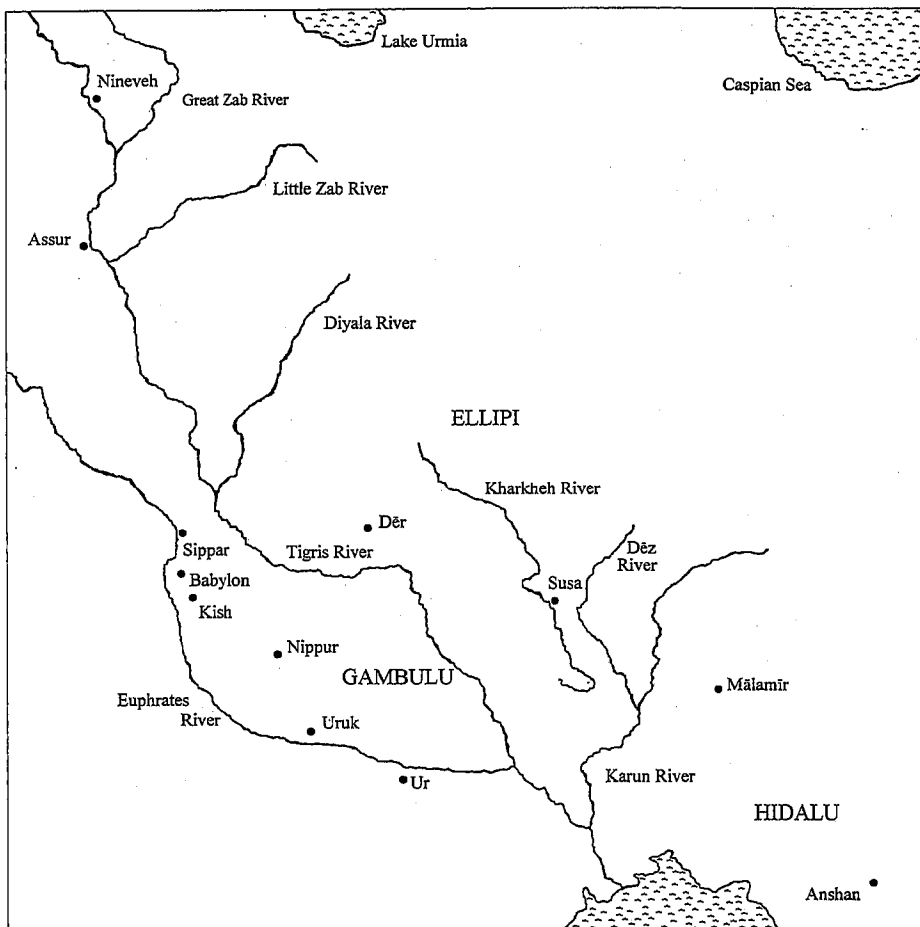 Lake Urmia
Caspian Sea
Nineveh
Great Zab River
Little Zab River
Assur
Diyala River
ELLIPI
Kharkheh River
Dēr
Tigris River
Sippar
Babylon
Kish
Susa
Dēz
River
Nippur
GAMBULU
Mālamīr
Euphrates
River
Uruk
Ur
Karun River
HIDALU
Anshan